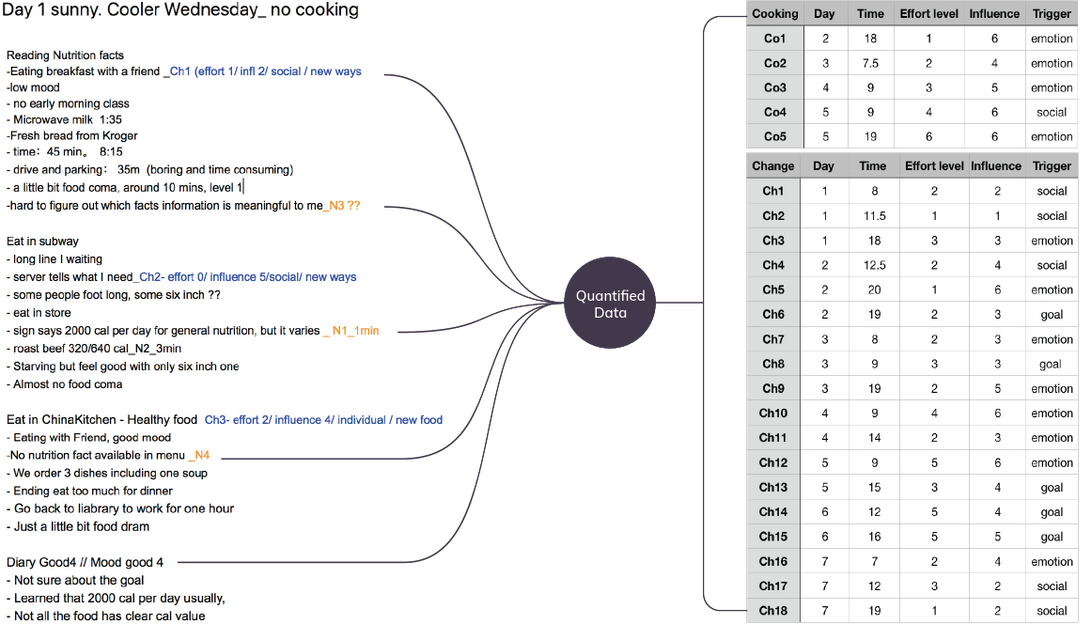 Day 1 sunny. Cooler Wednesday_ no cooking
Reading Nutrition facts
-Eating breakfast with a friend _Ch1 (effort 1/ infl 2/ social / new ways
-low mood
- no early morning class
- Microwave milk 1:35
-Fresh bread from Kroger
- time： 45 min。 8:15
- drive and parking： 35m (boring and time consuming)
- a little bit food coma, around 10 mins, level 1
-hard to figure out which facts information is meaningful to me_N3 ??
Eat in subway
- long line I waiting
- server tells what I need_Ch2- effort 0/ influence 5/social/ new ways
- some people foot long, some six inch ??
- eat in store
- sign says 2000 cal per day for general nutrition, but it varies _ N1_1min
- roast beef 320/640 cal_N2_3min
- Starving but feel good with only six inch one
- Almost no food coma
Eat in ChinaKitchen - Healthy food Ch3- effort 2/ influence 4/ individual / new food
- Eating with Friend, good mood
-No nutrition fact available in menu _N4
- We order 3 dishes including one soup
- Ending eat too much for dinner
- Go back to liabrary to work for one hour
- Just a little bit food dram
Diary Good4 // Mood good 4
- Not sure about the goal
- Learned that 2000 cal per day usually,
- Not all the food has clear cal value
Quantified
Data
Cooking Day Time Effort level Influence Trigger
Co1 2 18 1 6 emotion
Co2 3 7.5 2 4 emotion
Co3 4 9 3 5 emotion
Co4 5 9 4 6 social
Co5 5 19 6 6 emotion
Change Day Time Effort level Influence Trigger
Ch1 1 8 2 2 social
Ch2 1 11.5 1 1 social
Ch3 1 18 3 3 emotion
Ch4 2 12.5 2 4 social
Ch5 2 20 1 6 emotion
Ch6 2 19 2 3 goal
Ch7 3 8 2 3 emotion
Ch8 3 9 3 3 goal
Ch9 3 19 2 5 emotion
Ch10 4 9 4 6 emotion
Ch11 4 14 2 3 emotion
Ch12 5 9 5 6 emotion
Ch13 5 15 3 4 goal
Ch14 6 12 5 4 goal
Ch15 6 16 5 5 goal
Ch16 7 7 2 4 emotion
Ch17 7 12 3 2 social
Ch18 7 19 1 2 social